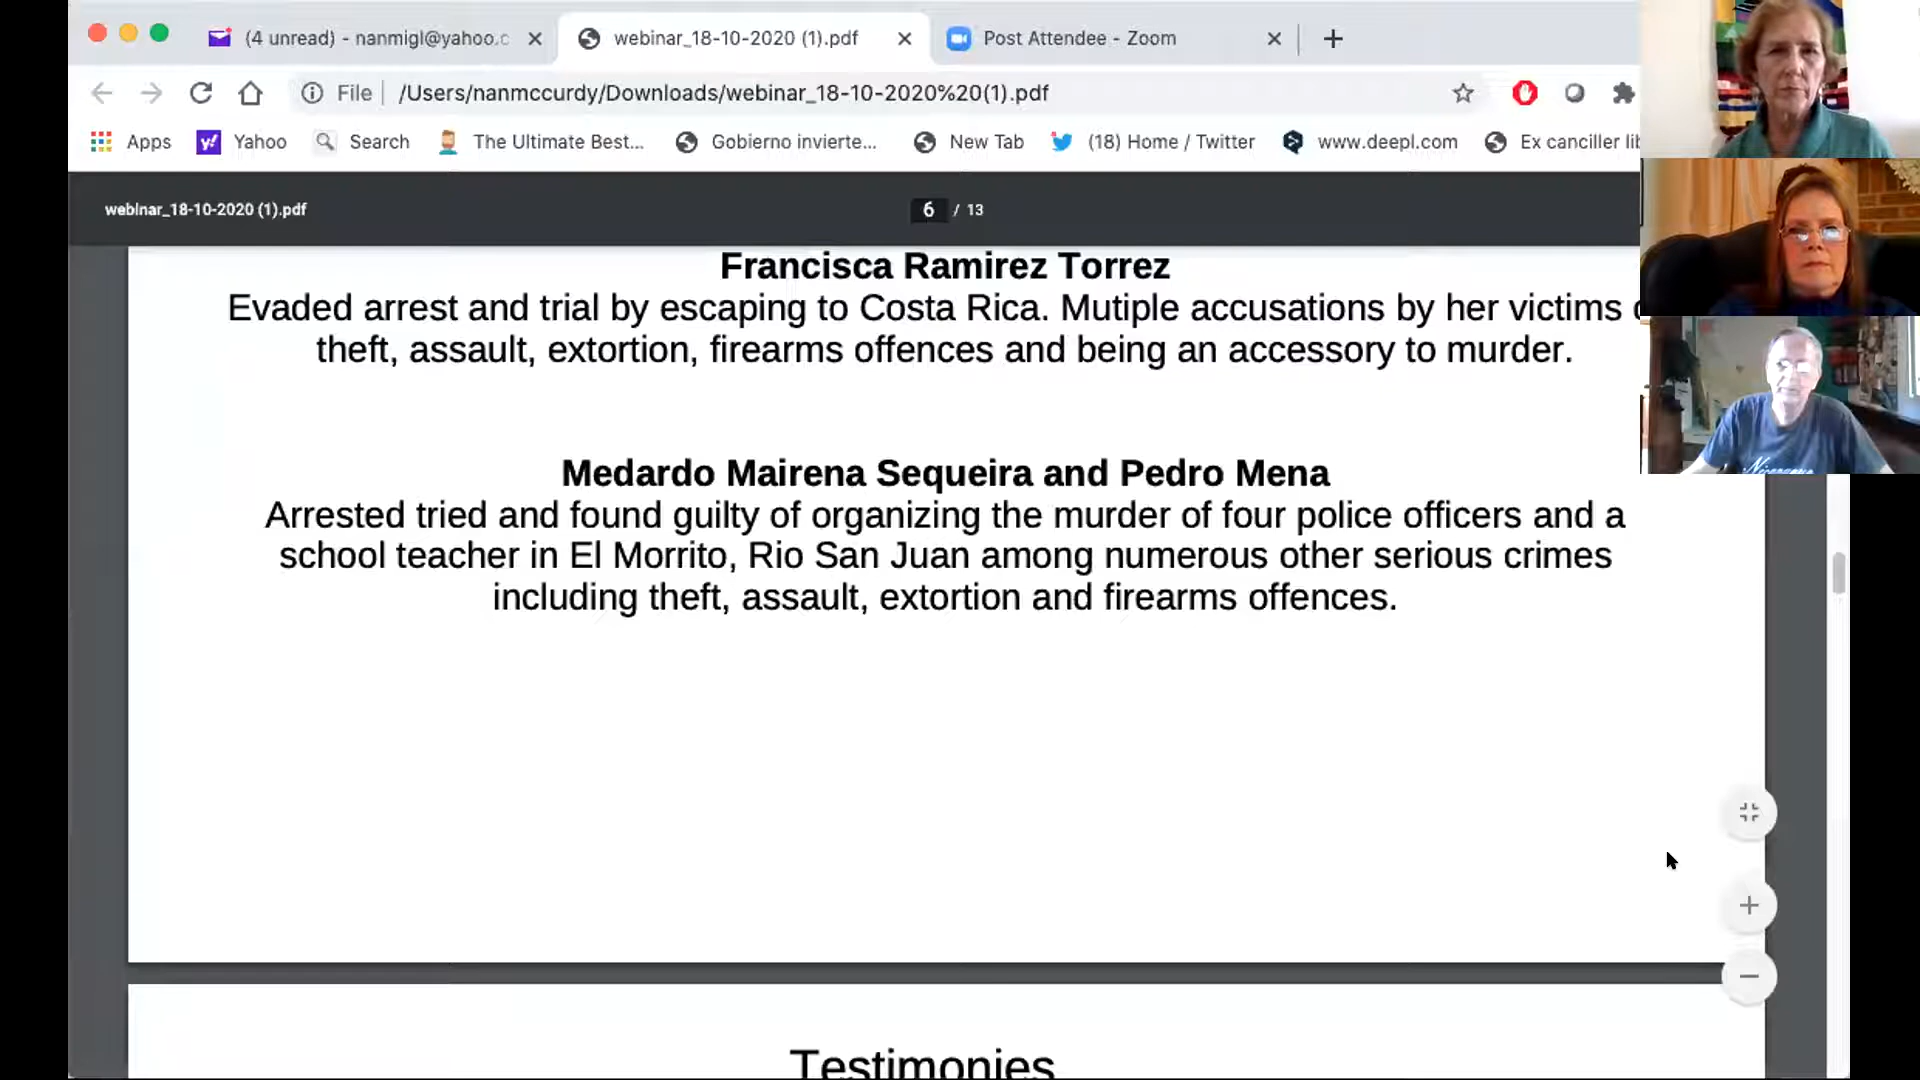 (4 unread) - nanmigl@yahoo.c
webinar_18-10-2020 (1).pdf
Post Attendee - Zoom
File
/Users/nanmccurdy/Downloads/webinar_18-10-2020%20(1).pdf
Apps
Yahoo
Search
The Ultimate Best...
Gobierno invierte...
New Tab
(18) Home / Twitter
www.deepl.com
Ex canciller lib
webinar_18-10-2020 (1).pdf
6 / 13
Francisca Ramirez Torrez
Evaded arrest and trial by escaping to Costa Rica. Mutiple accusations by her victims
theft, assault, extortion, firearms offences and being an accessory to murder.
Medardo Mairena Sequeira and Pedro Mena
Arrested tried and found guilty of organizing the murder of four police officers and a
school teacher in El Morrito, Rio San Juan among numerous other serious crimes
including theft, assault, extortion and firearms offences.
Testimonies